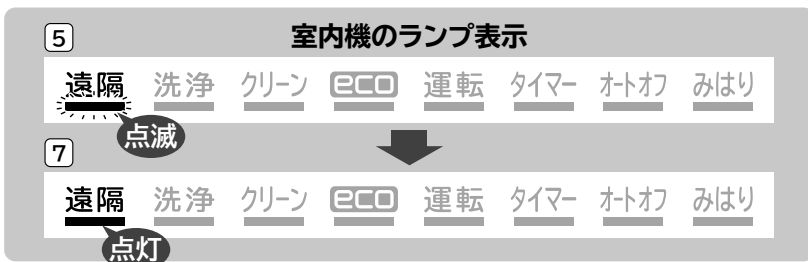 5 室内機のランプ表示
遠隔 洗浄 クリーン eco 運転 タイマー オートオフ みはり
点滅
7
遠隔 洗浄 クリーン eco 運転 タイマー オートオフ みはり
点灯